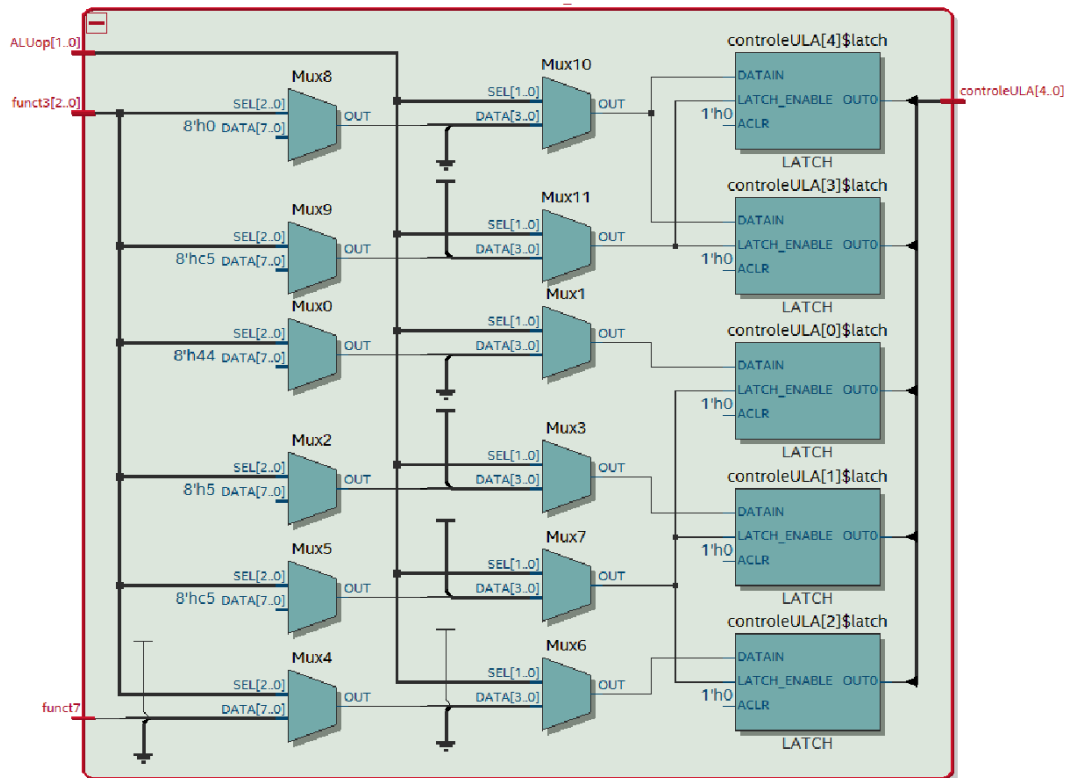 ALUop[1..0]
funct3[2..0]
funct7
Mux8
SEL[2..0]
8'h0 DATA[7..0]
OUT
Mux9
SEL[2..0]
8'hc5 DATA[7..0]
OUT
Mux0
SEL[2..0]
8'h44 DATA[7..0]
OUT
Mux2
SEL[2..0]
8'h5 DATA[7..0]
OUT
Mux5
SEL[2..0]
8'hc5 DATA[7..0]
OUT
Mux4
SEL[2..0]
DATA[7..0]
OUT
Mux10
SEL[1..0]
DATA[3..0]
OUT
Mux11
SEL[1..0]
DATA[3..0]
OUT
Mux1
SEL[1..0]
DATA[3..0]
OUT
Mux3
SEL[1..0]
DATA[3..0]
OUT
Mux7
SEL[1..0]
DATA[3..0]
OUT
Mux6
SEL[1..0]
DATA[3..0]
OUT
controleULA[4]$latch
DATAIN
LATCH_ENABLE OUT0
1'h0 ACLR
LATCH
controleULA[3]$latch
DATAIN
LATCH_ENABLE OUT0
1'h0 ACLR
LATCH
controleULA[0]$latch
DATAIN
LATCH_ENABLE OUT0
1'h0 ACLR
LATCH
controleULA[1]$latch
DATAIN
LATCH_ENABLE OUT0
1'h0 ACLR
LATCH
controleULA[2]$latch
DATAIN
LATCH_ENABLE OUT0
1'h0 ACLR
LATCH
controleULA[4..0]